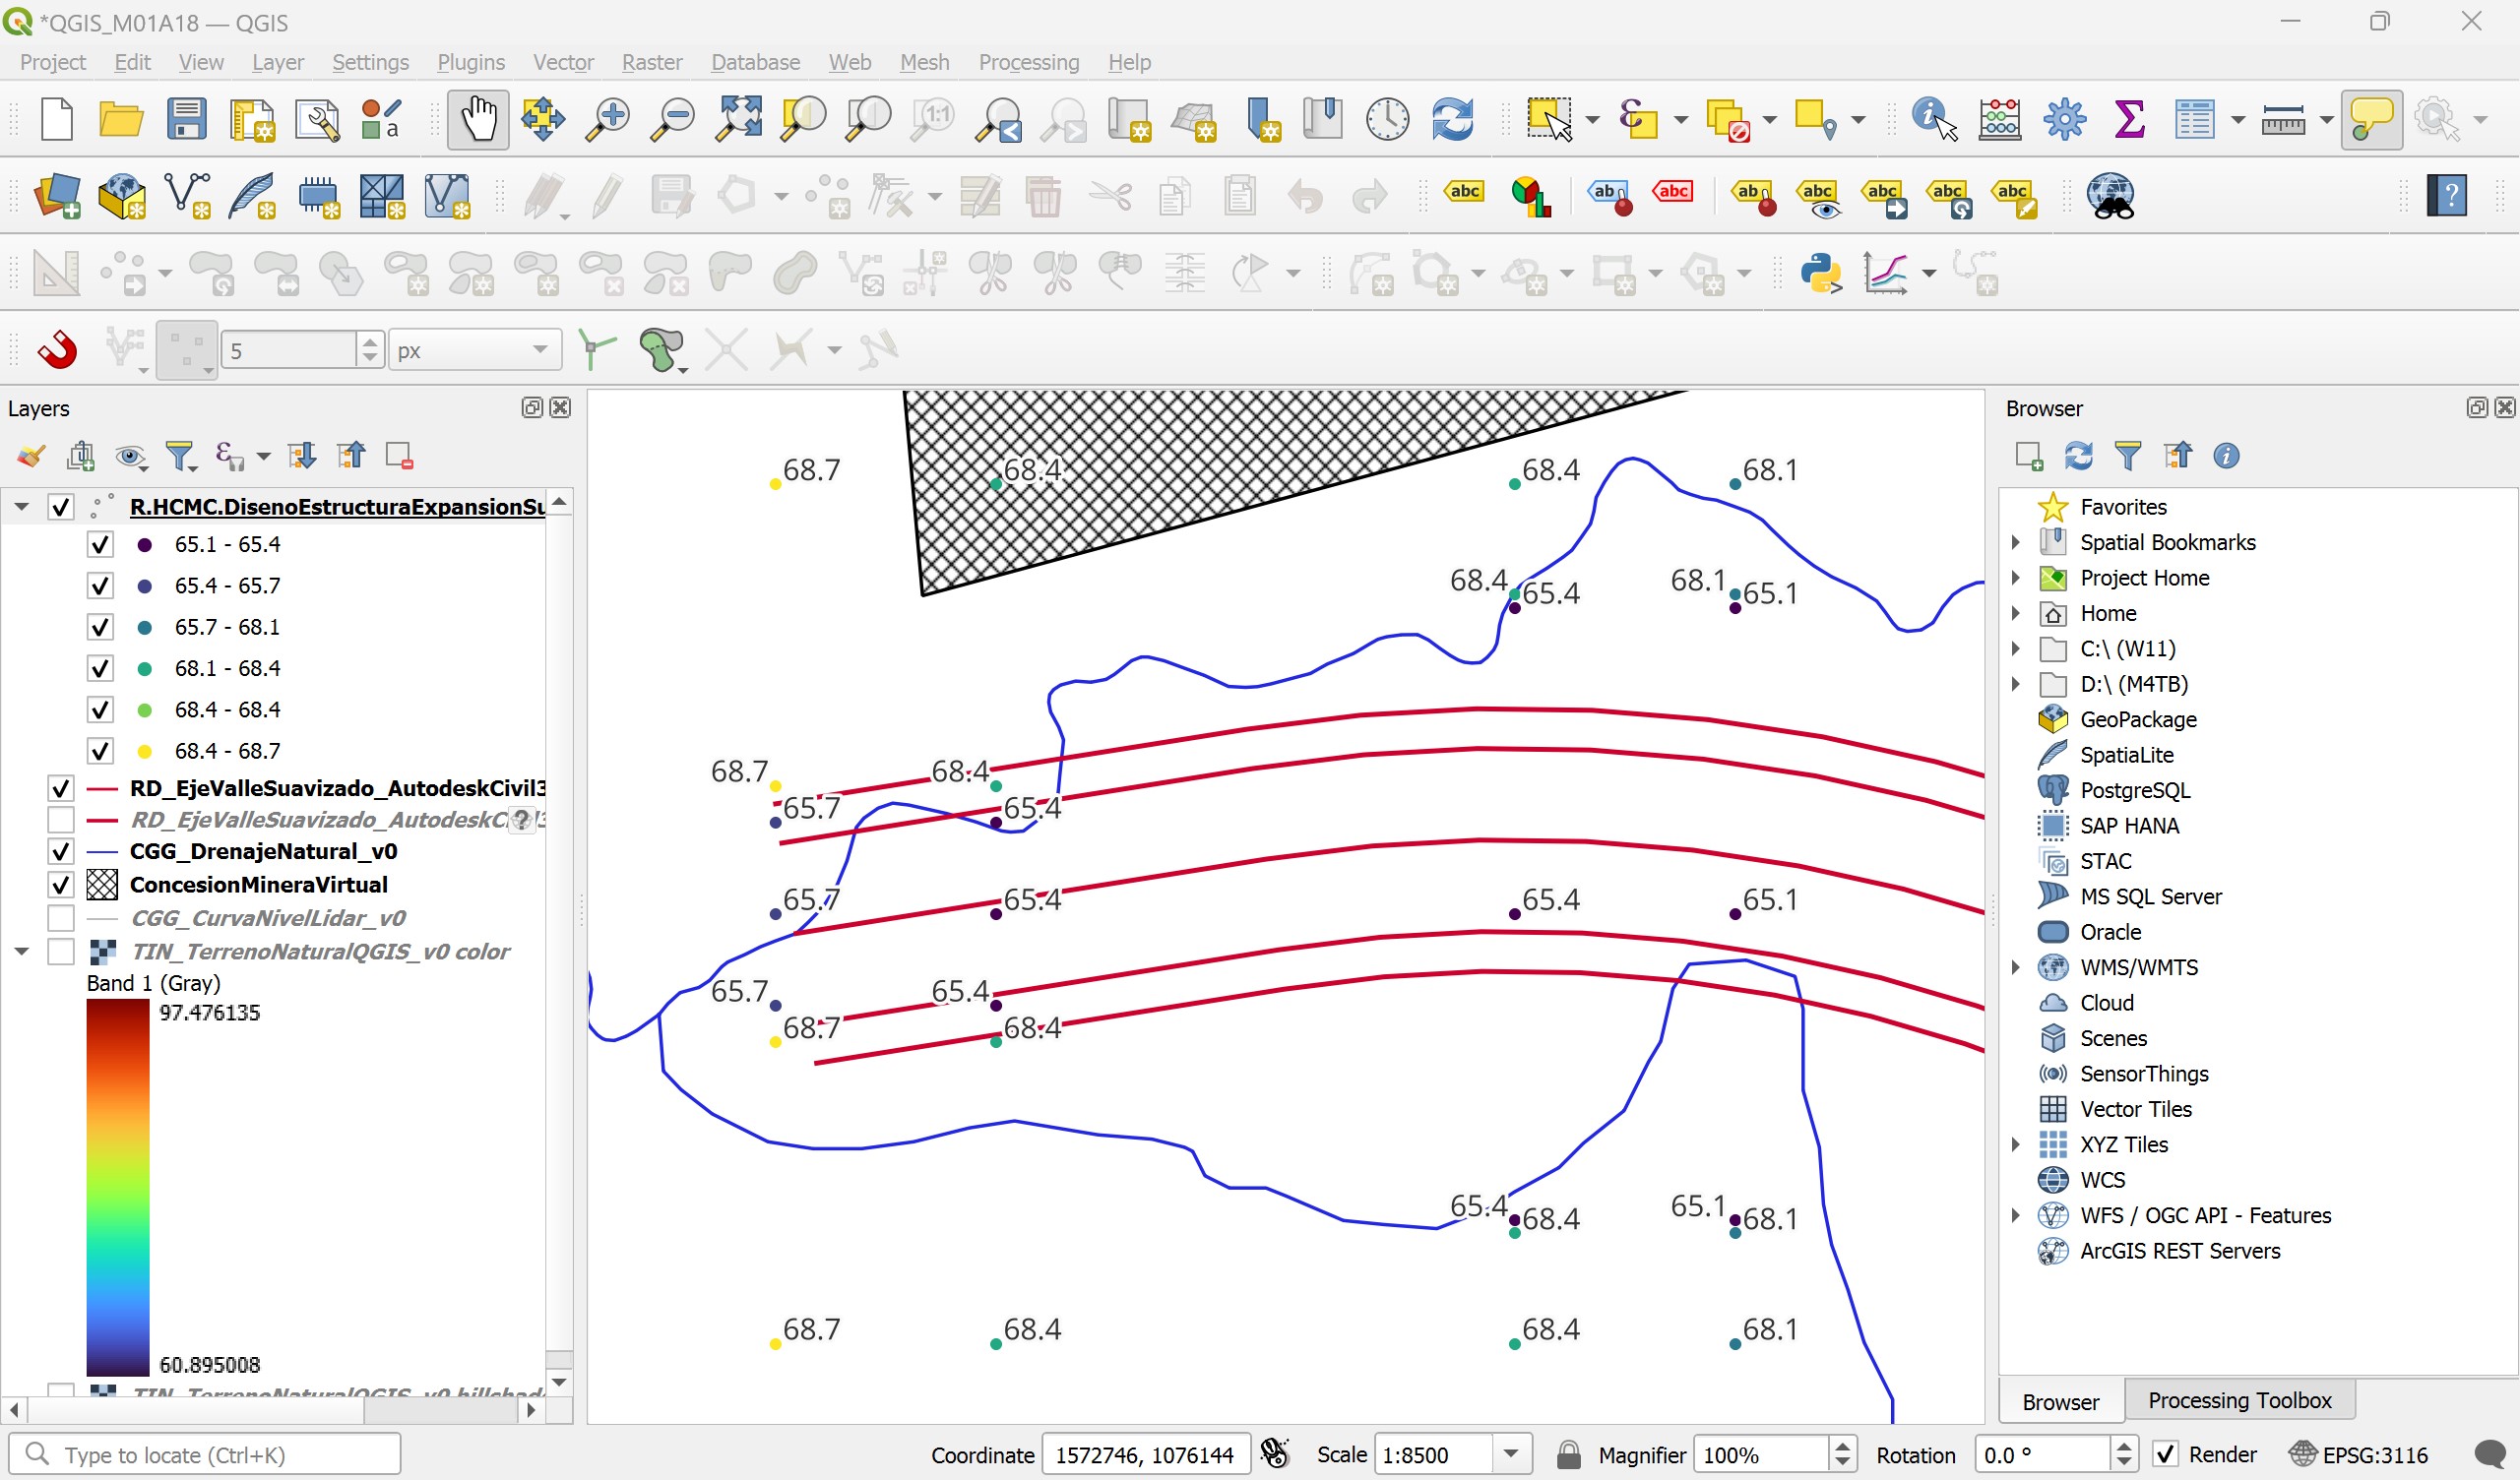 *QGIS_M01A18 — QGIS
Project Edit View Layer Settings Plugins Vector Raster Database Web Mesh Processing Help
5 px
Layers
R.HCMC.DisenoEstructuraExpansionSu
65.1 - 65.4
65.4 - 65.7
65.7 - 68.1
68.1 - 68.4
68.4 - 68.4
68.4 - 68.7
RD_EjeValleSuavizado_AutodeskCivil3
RD_EjeValleSuavizado_AutodeskC
CGG_DrenajeNatural_v0
ConcesionMineraVirtual
CGG_CurvaNivelLidar_v0
TIN_TerrenoNaturalQGIS_v0 color
Band 1 (Gray)
97.476135
60.895008
TIN_TerrenoNaturalQGIS_v0 hillshad
68.7 68.4 68.4 68.1
68.4 65.4 68.1 65.1
68.7 68.4
65.7 65.4
65.7 65.4 65.4 65.1
65.7 65.4
68.7 68.4
65.4 68.4 65.1 68.1
68.7 68.4 68.4 68.1
Browser
Favorites
Spatial Bookmarks
Project Home
Home
C:\ (W11)
D:\ (M4TB)
GeoPackage
SpatiaLite
PostgreSQL
SAP HANA
STAC
MS SQL Server
Oracle
WMS/WMTS
Cloud
Scenes
SensorThings
Vector Tiles
XYZ Tiles
WCS
WFS / OGC API - Features
ArcGIS REST Servers
Browser Processing Toolbox
Type to locate (Ctrl+K) Coordinate 1572746, 1076144 Scale 1:8500 Magnifier 100% Rotation 0.0 ° Render EPSG:3116